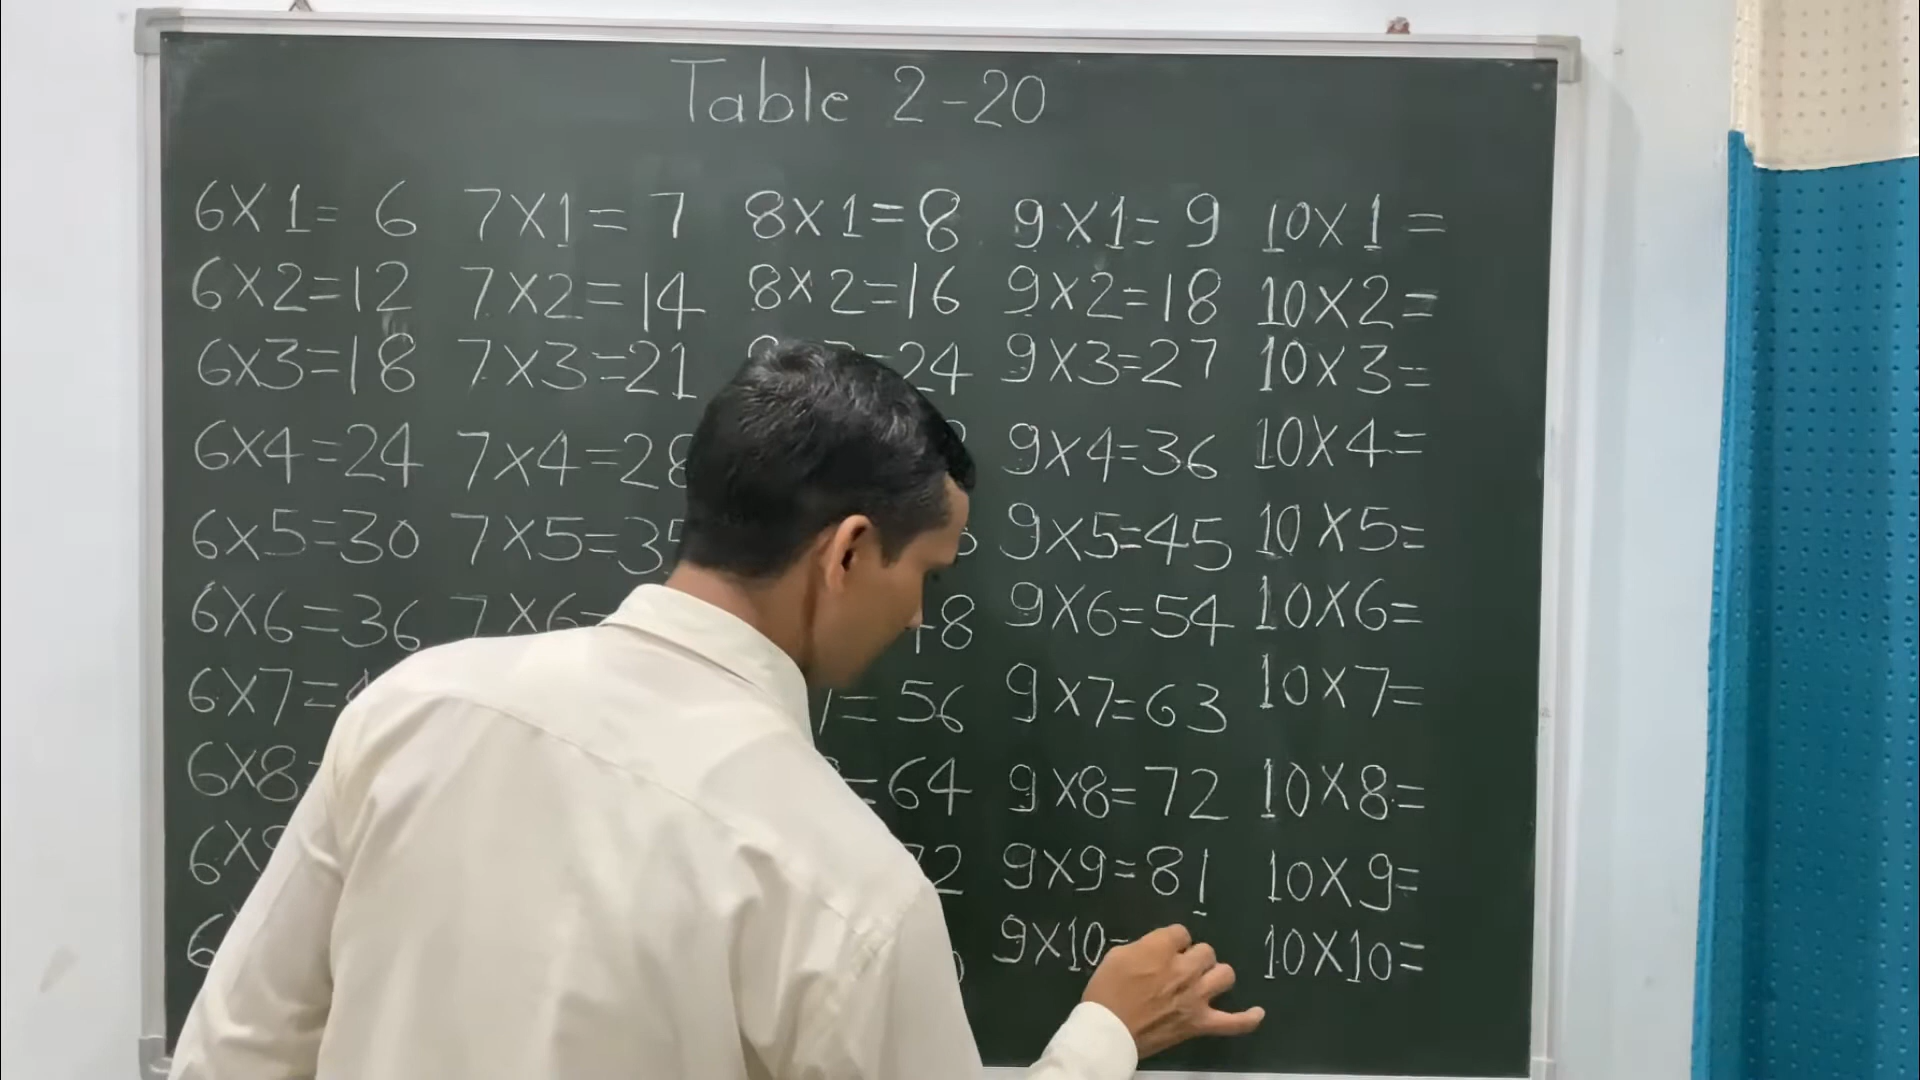 Table 2-20
6X1= 6 7X1= 7 8X1=8 9X1= 9 10X1=
6X2=12 7X2=14 8X2=16 9X2=18 10X2=
6X3=18 7X3=21 =24 9X3=27 10X3=
6X4=24 7X4=28 9X4=36 10X4=
6X5=30 7X5=35 9X5=45 10X5=
6X6=36 7X6= 48 9X6=54 10X6=
6X7= =56 9X7=63 10X7=
6X8 =64 9X8=72 10X8=
6X9 72 9X9=81 10X9=
6 9X10= 10X10=